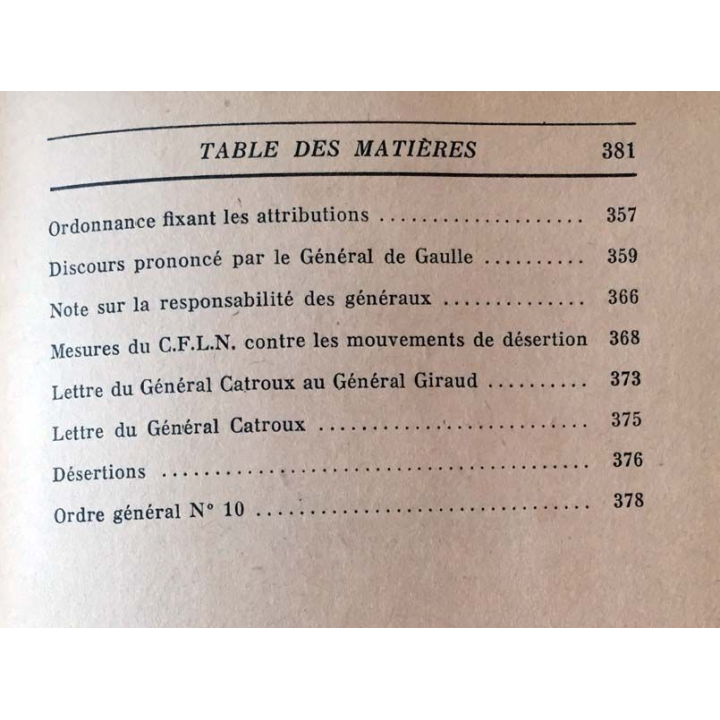 TABLE DES MATIÈRES 381
Ordonnance fixant les attributions .................... 357
Discours prononcé par le Général de Gaulle .......... 359
Note sur la responsabilité des généraux .............. 366
Mesures du C.F.L.N. contre les mouvements de désertion 368
Lettre du Général Catroux au Général Giraud .......... 373
Lettre du Général Catroux ........................... 375
Désertions .......................................... 376
Ordre général N° 10 ................................. 378